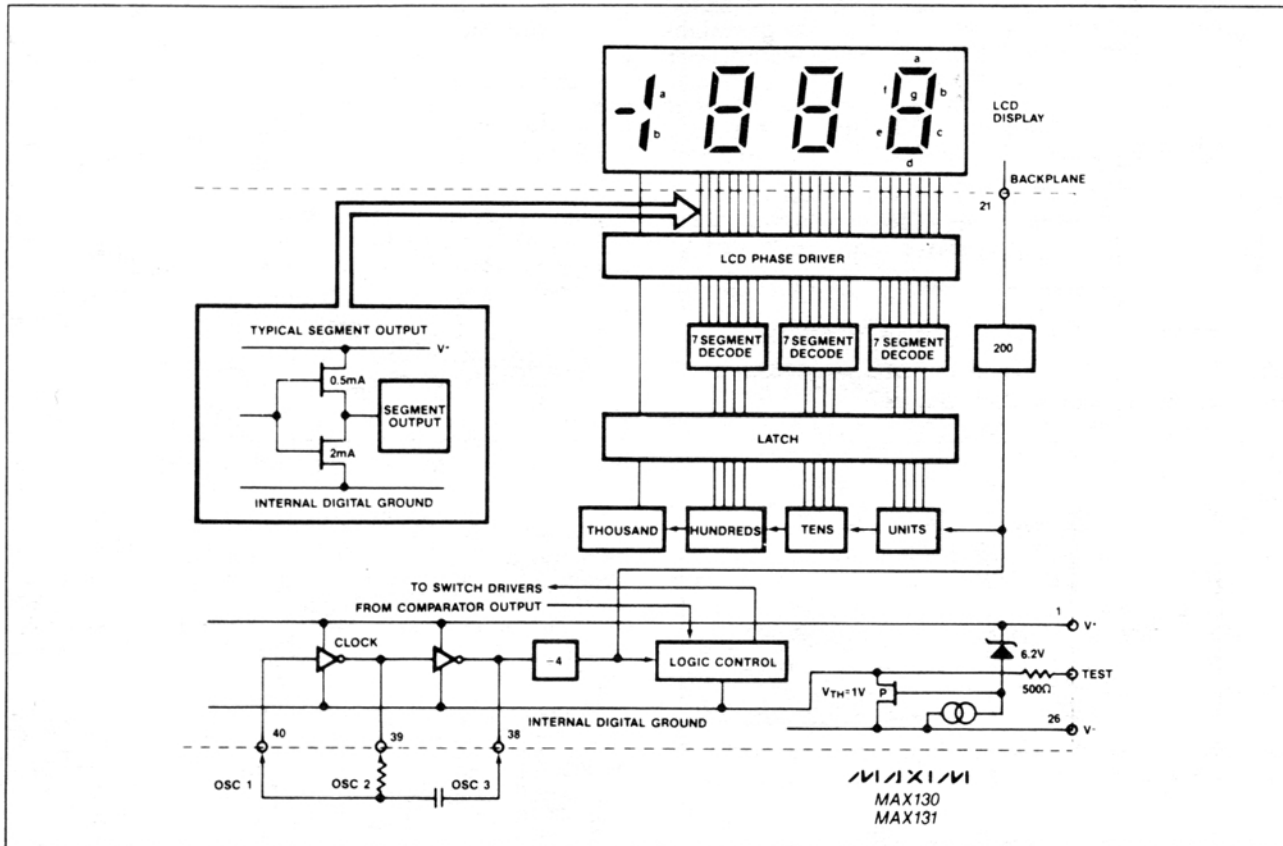 a
f
g
b
e
c
d
a
b
LCD
DISPLAY
BACKPLANE
21
LCD PHASE DRIVER
TYPICAL SEGMENT OUTPUT
V+
0.5mA
SEGMENT
OUTPUT
2mA
INTERNAL DIGITAL GROUND
7 SEGMENT
DECODE
7 SEGMENT
DECODE
7 SEGMENT
DECODE
200
LATCH
THOUSAND
HUNDREDS
TENS
UNITS
TO SWITCH DRIVERS
FROM COMPARATOR OUTPUT
1
V+
CLOCK
6.2V
-4
LOGIC CONTROL
TEST
500Ω
VTH=1V
P
INTERNAL DIGITAL GROUND
26
V-
40
39
38
OSC 1
OSC 2
OSC 3
MAXIM
MAX130
MAX131